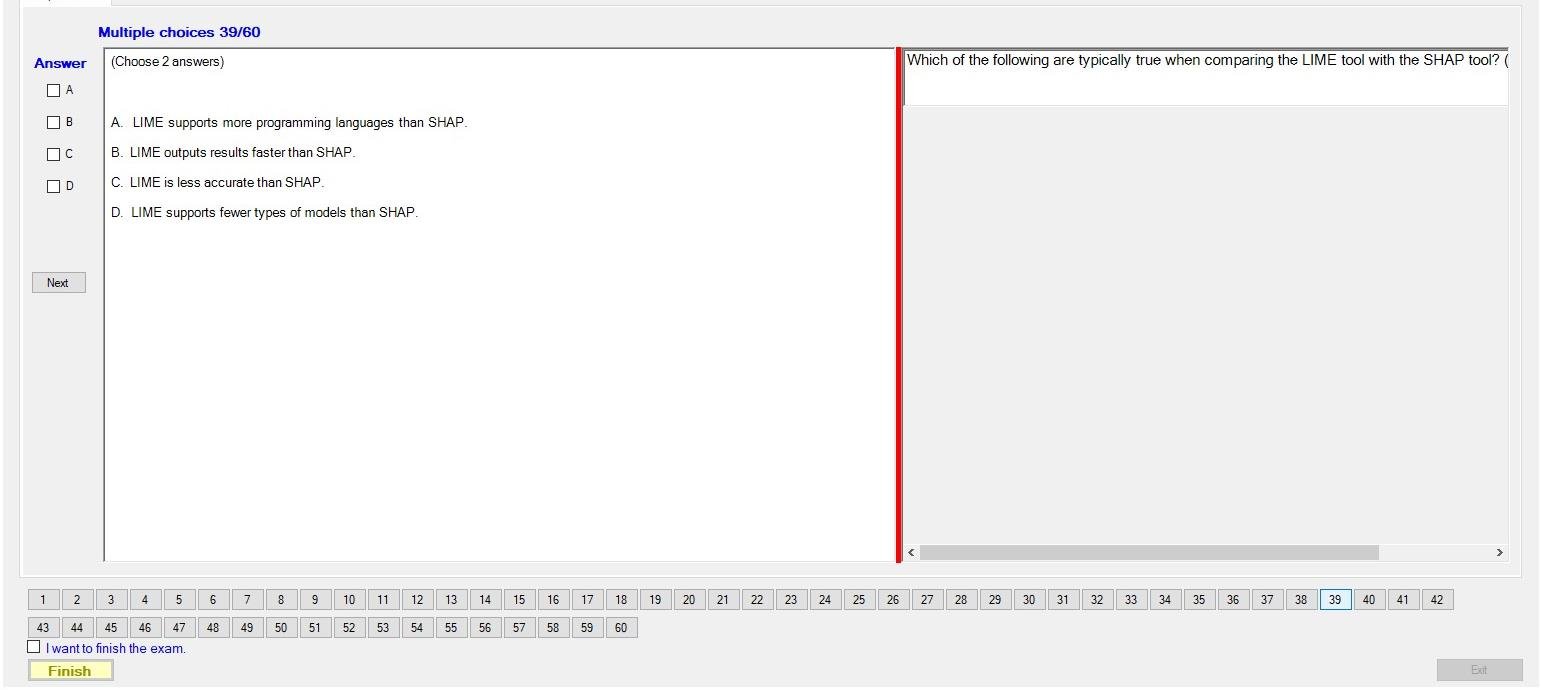 Multiple choices 39/60
Answer
A
B
C
D
Next
(Choose 2 answers)
A. LIME supports more programming languages than SHAP.
B. LIME outputs results faster than SHAP.
C. LIME is less accurate than SHAP.
D. LIME supports fewer types of models than SHAP.
Which of the following are typically true when comparing the LIME tool with the SHAP tool? (
1 2 3 4 5 6 7 8 9 10 11 12 13 14 15 16 17 18 19 20 21 22 23 24 25 26 27 28 29 30 31 32 33 34 35 36 37 38 39 40 41 42
43 44 45 46 47 48 49 50 51 52 53 54 55 56 57 58 59 60
I want to finish the exam.
Finish
Exit